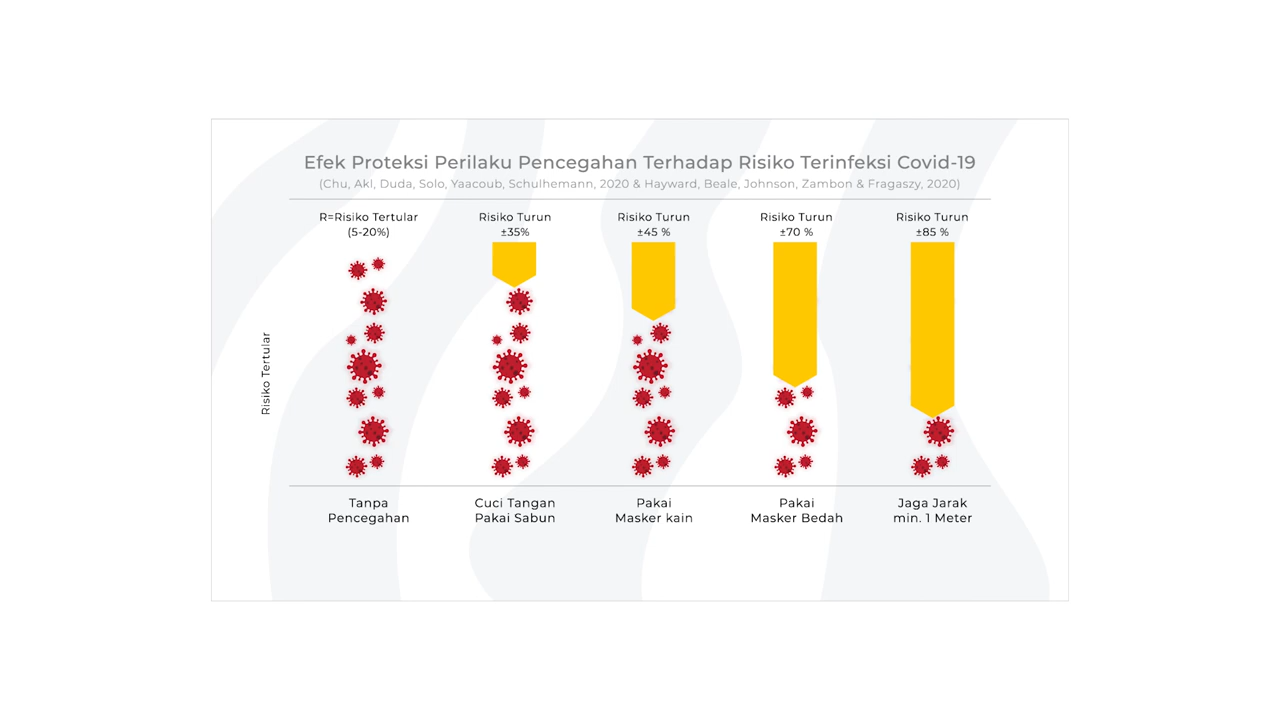 Efek Proteksi Perilaku Pencegahan Terhadap Risiko Terinfeksi Covid-19
(Chu, Akl, Duda, Solo, Yaacoub, Schulhemann, 2020 & Hayward, Beale, Johnson, Zambon & Fragaszy, 2020)
R=Risiko Tertular
(5-20%)
Risiko Turun
±35%
Risiko Turun
±45 %
Risiko Turun
±70 %
Risiko Turun
±85 %
Risiko Tertular
Tanpa
Pencegahan
Cuci Tangan
Pakai Sabun
Pakai
Masker kain
Pakai
Masker Bedah
Jaga Jarak
min. 1 Meter